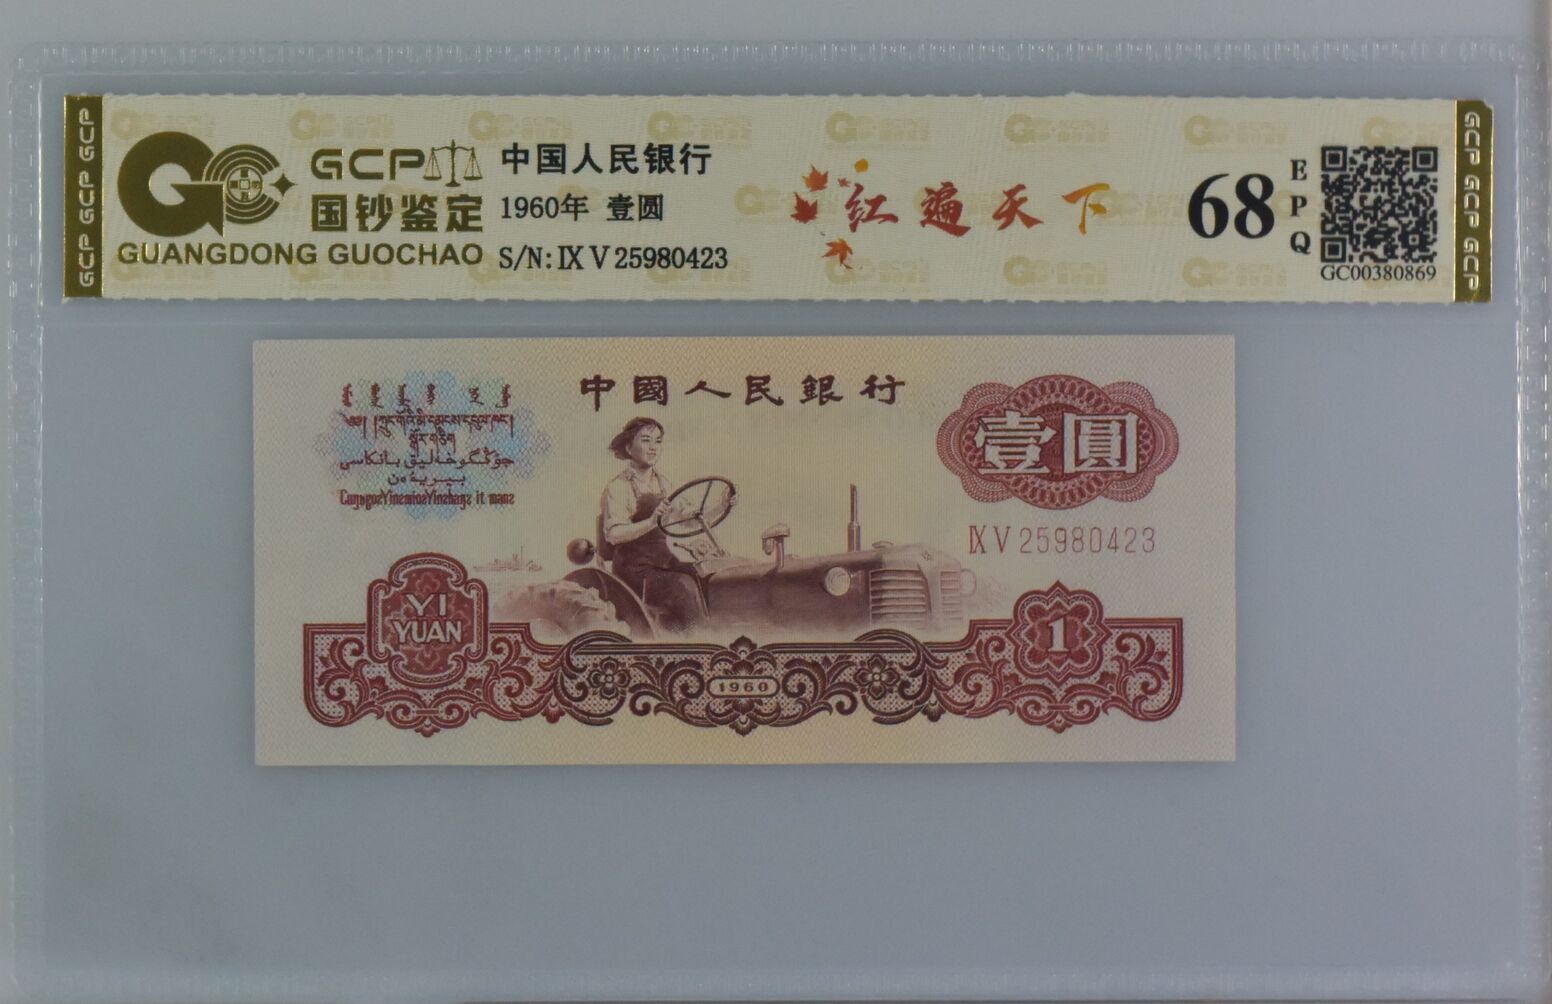 GCP GCP GCP
GCP
国钞鉴定
GUANGDONG GUOCHAO
中国人民银行
1960年 壹圆
S/N: Ⅸ Ⅴ 25980423
红遍天下
68
EPQ
GC00380869
GCP GCP GCP
中國人民銀行
壹圓
Ⅸ Ⅴ 25980423
YI
YUAN
1
1960